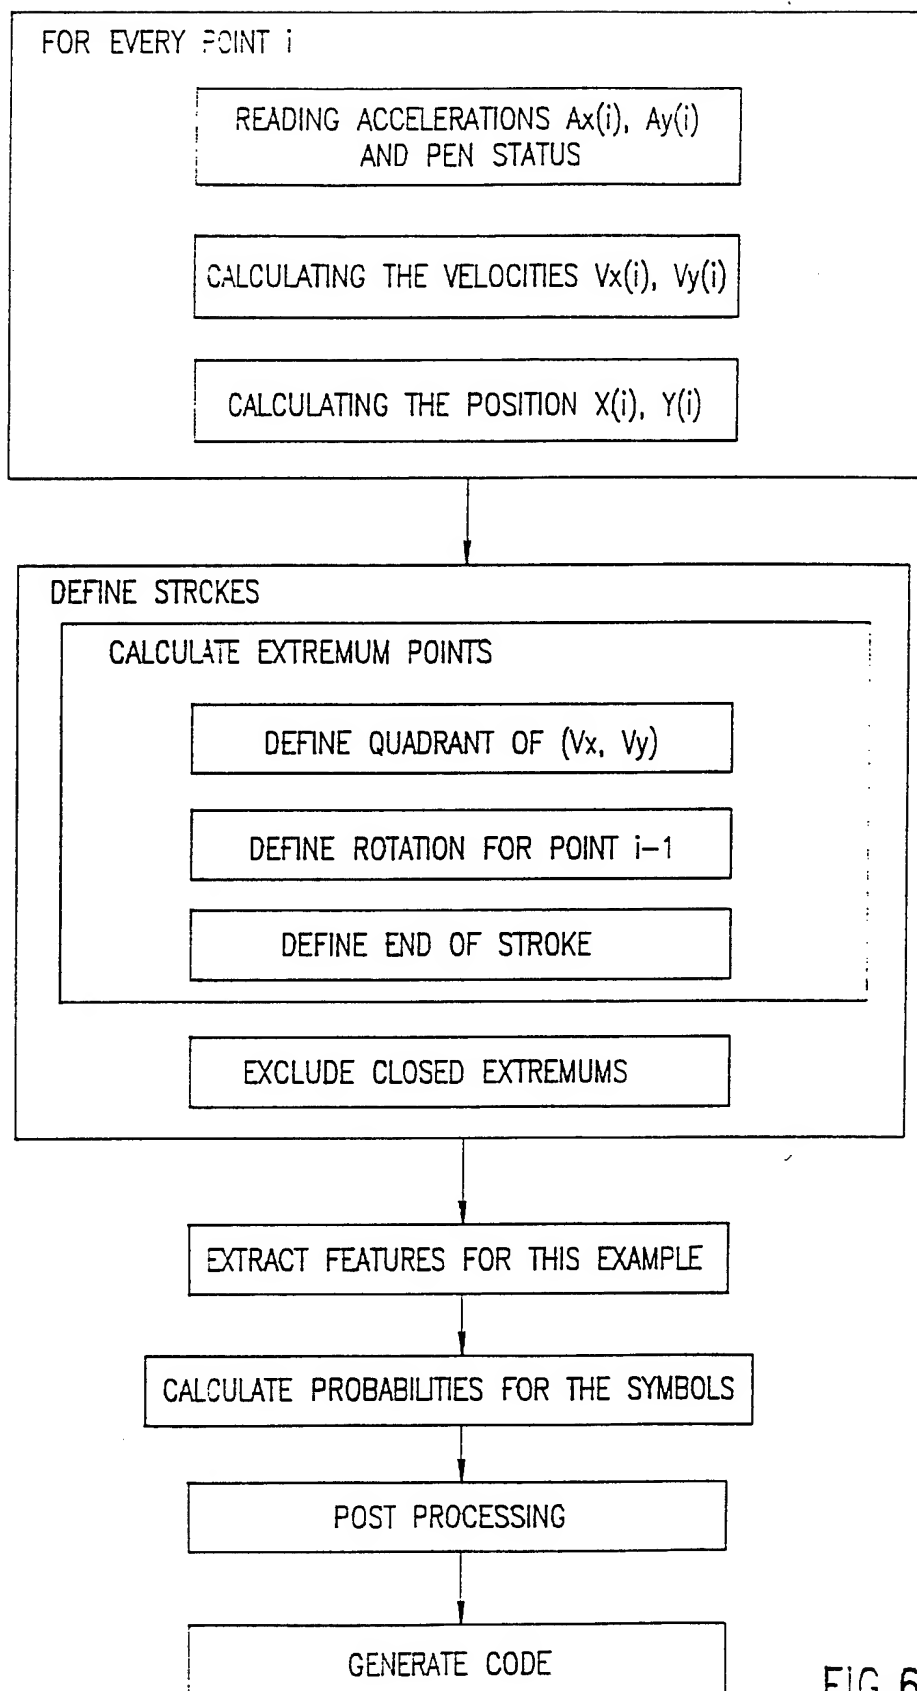 FOR EVERY POINT i
READING ACCELERATIONS Ax(i), Ay(i)
AND PEN STATUS
CALCULATING THE VELOCITIES Vx(i), Vy(i)
CALCULATING THE POSITION X(i), Y(i)
DEFINE STROKES
CALCULATE EXTREMUM POINTS
DEFINE QUADRANT OF (Vx, Vy)
DEFINE ROTATION FOR POINT i-1
DEFINE END OF STROKE
EXCLUDE CLOSED EXTREMUMS
EXTRACT FEATURES FOR THIS EXAMPLE
CALCULATE PROBABILITIES FOR THE SYMBOLS
POST PROCESSING
GENERATE CODE
FIG.6